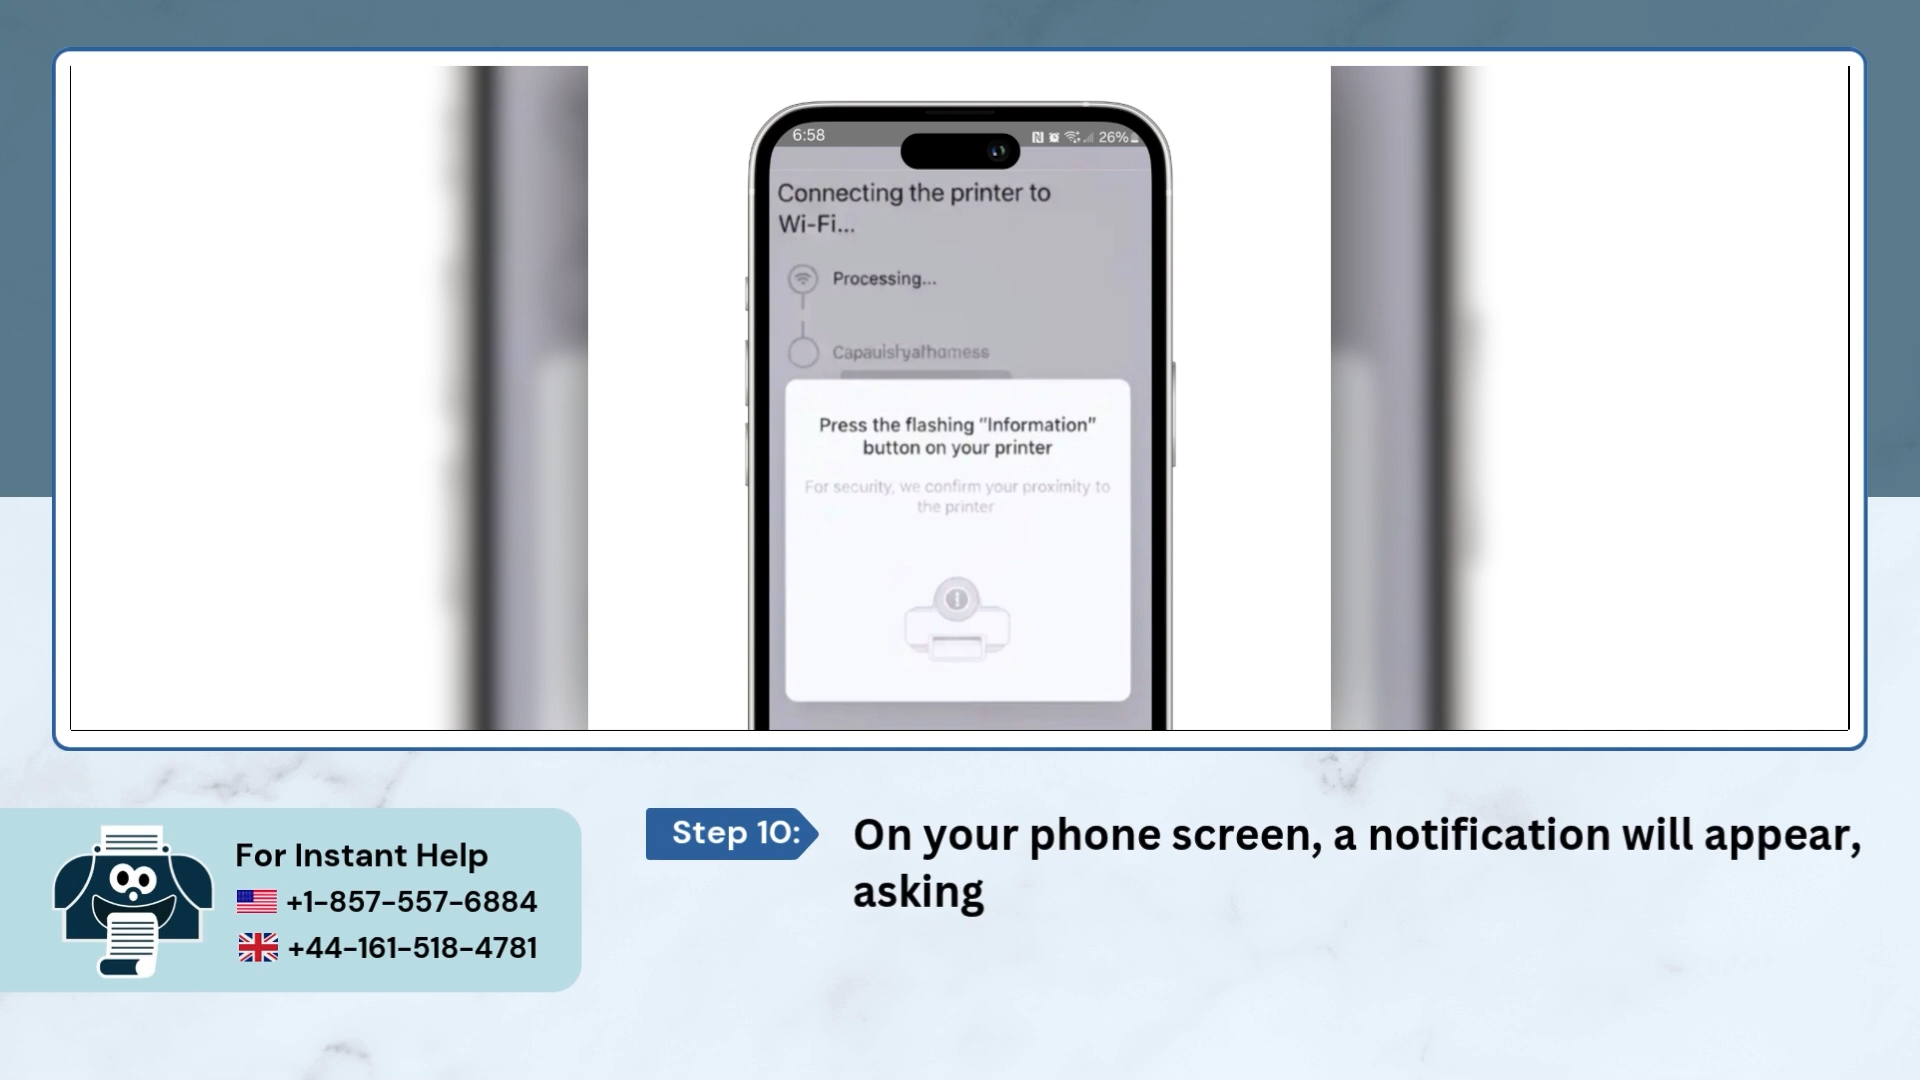 6:58
26%
Connecting the printer to
Wi-Fi...
Processing...
Press the flashing "Information"
button on your printer
For security, we confirm your proximity to
the printer
For Instant Help
+1-857-557-6884
+44-161-518-4781
Step 10:
On your phone screen, a notification will appear,
asking